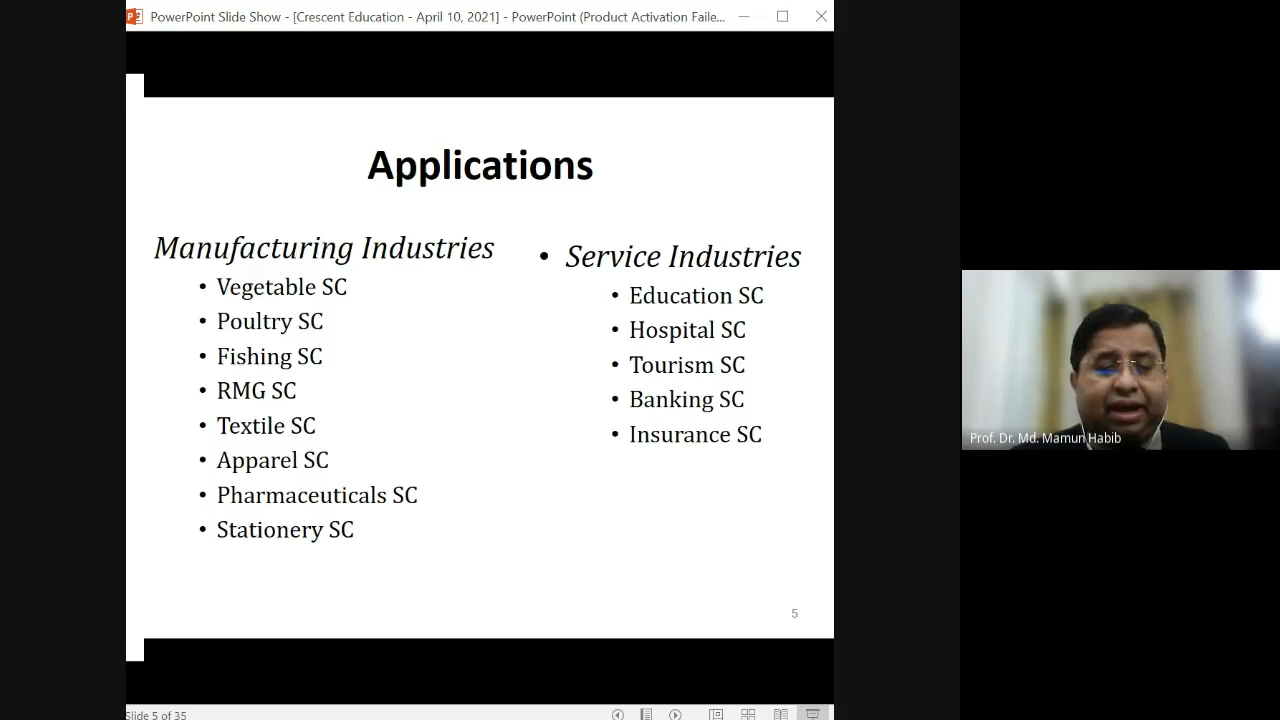 PowerPoint Slide Show - [Crescent Education - April 10, 2021] - PowerPoint (Product Activation Faile...
Applications
Manufacturing Industries
• Vegetable SC
• Poultry SC
• Fishing SC
• RMG SC
• Textile SC
• Apparel SC
• Pharmaceuticals SC
• Stationery SC
• Service Industries
• Education SC
• Hospital SC
• Tourism SC
• Banking SC
• Insurance SC
5
Prof. Dr. Md. Mamun Habib
Slide 5 of 35